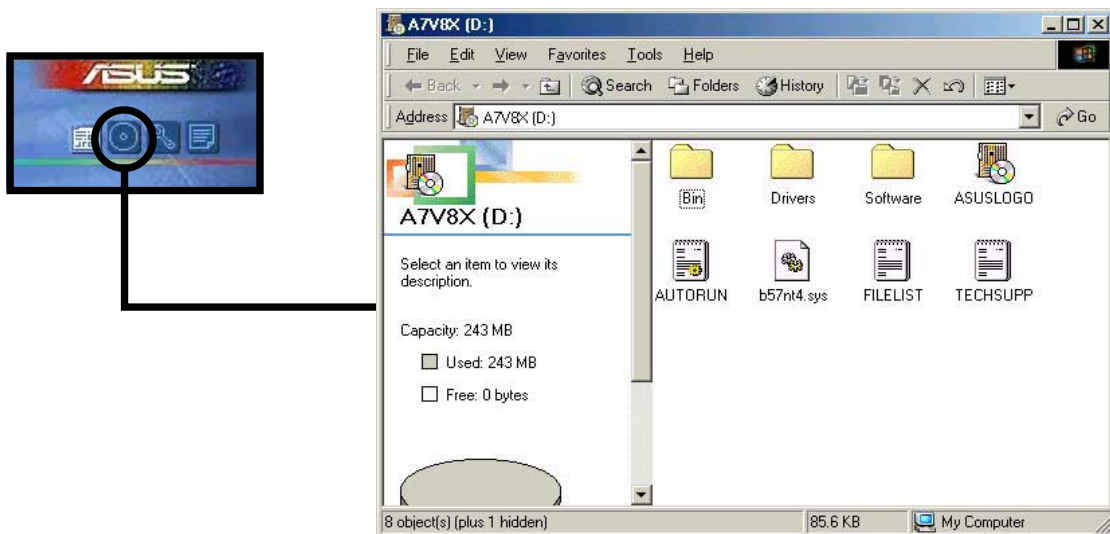 ASUS
A7V8X (D:)
File Edit View Favorites Tools Help
Back Search Folders History
Address A7V8X (D:) Go
A7V8X (D:)
Select an item to view its
description.
Capacity: 243 MB
Used: 243 MB
Free: 0 bytes
Bin Drivers Software ASUSLOGO
AUTORUN b57nt4.sys FILELIST TECHSUPP
8 object(s) (plus 1 hidden) 85.6 KB My Computer